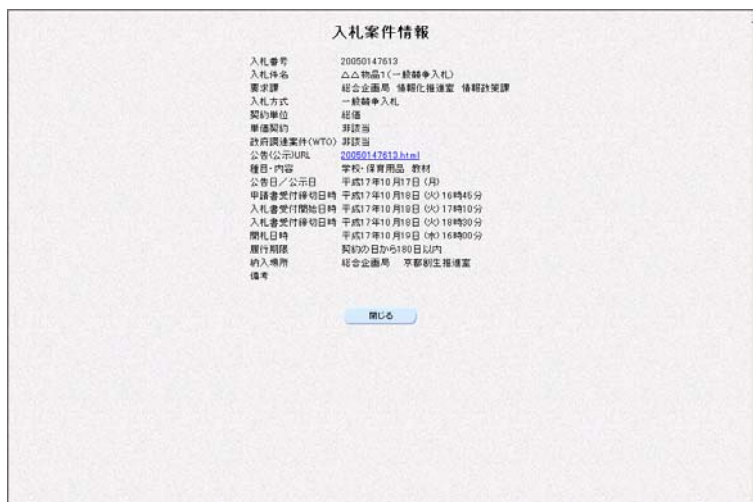 入札案件情報
入札番号 20050147613
入札件名 △△物品1(一般競争入札)
要求課 総合企画局 情報化推進室 情報政策課
入札方式 一般競争入札
契約単位 総価
単価契約 非該当
政府調達案件(WTO) 非該当
公告(公示)URL 20050147613.html
種目・内容 学校・保育用品 教材
公告日/公示日 平成17年10月17日(月)
申請書受付締切日時 平成17年10月18日(火)16時45分
入札書受付開始日時 平成17年10月18日(火)17時10分
入札書受付締切日時 平成17年10月18日(火)18時30分
開札日時 平成17年10月19日(水)16時00分
履行期限 契約の日から180日以内
納入場所 総合企画局 京都創生推進室
備考
閉じる